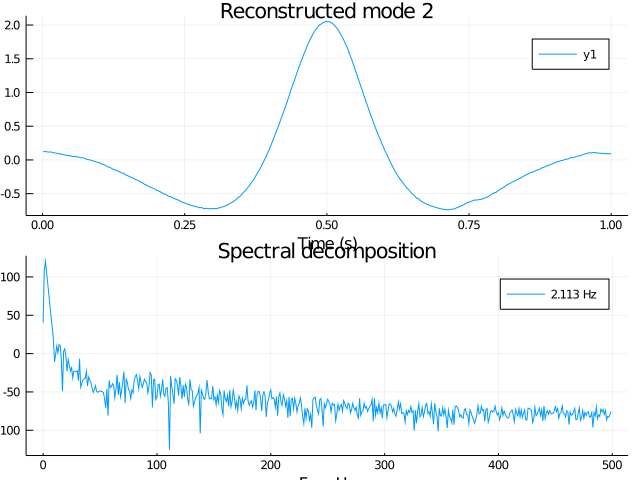 Reconstructed mode 2
2.0
1.5
1.0
0.5
0.0
-0.5
y1
0.00 0.25 0.50 0.75 1.00
Time (s)
Spectral decomposition
100
50
0
-50
100
2.113 Hz
0 100 200 300 400 500